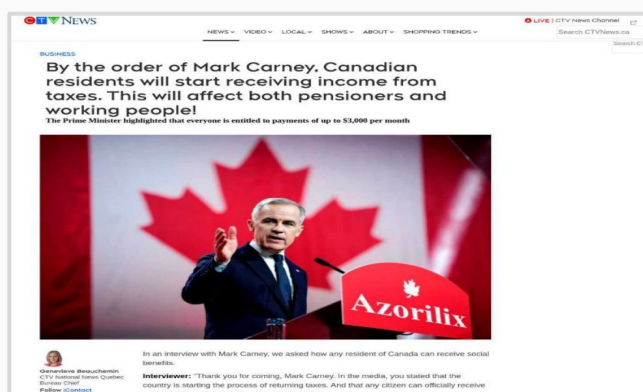 CTV NEWS
LIVE | CTV News Channel
NEWS VIDEO LOCAL SHOWS ABOUT SHOPPING TRENDS
Search CTVNews.ca
Search CT
BUSINESS
By the order of Mark Carney, Canadian
residents will start receiving income from
taxes. This will affect both pensioners and
working people!
The Prime Minister highlighted that everyone is entitled to payments of up to $3,000 per month
Azorilix
Genevieve Beauchemin
CTV National News Quebec
Bureau Chief
Follow |Contact
In an interview with Mark Carney, we asked how any resident of Canada can receive social
benefits.
Interviewer: "Thank you for coming, Mark Carney. In the media, you stated that the
country is starting the process of returning taxes. And that any citizen can officially receive